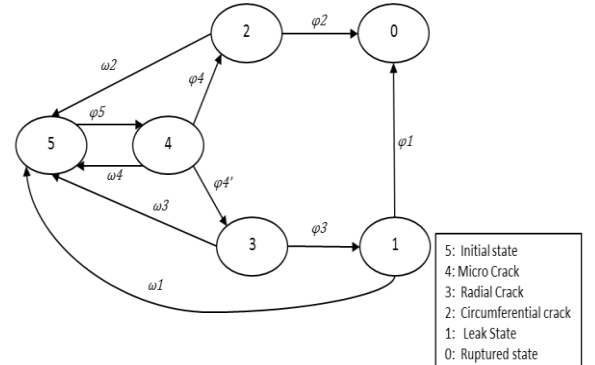 2
φ2
0
ω2
φ4
φ5
5
4
φ1
ω4
φ4'
ω3
3
φ3
1
ω1
5: Initial state
4: Micro Crack
3: Radial Crack
2: Circumferential crack
1: Leak State
0: Ruptured state